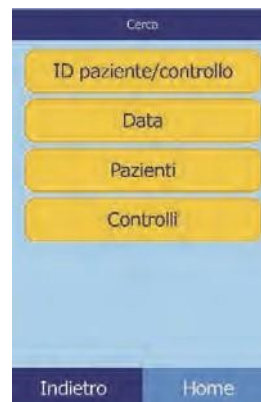 Cerca
ID paziente/controllo
Data
Pazienti
Controlli
Indietro Home